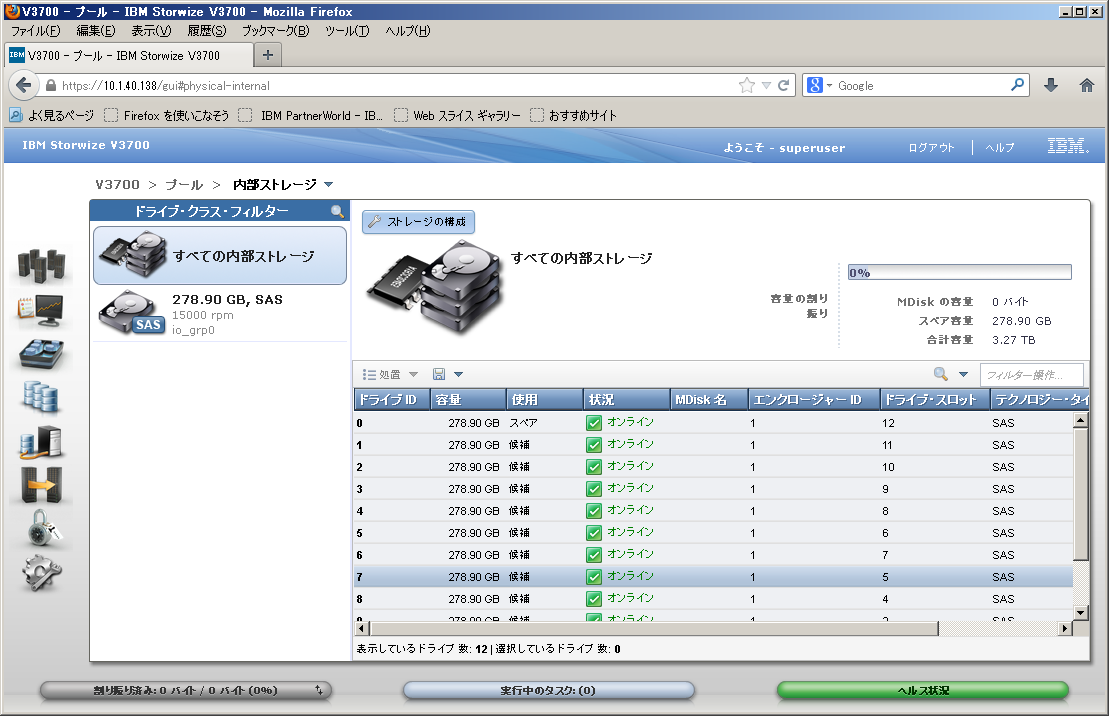 V3700 - プール - IBM Storwize V3700 - Mozilla Firefox
ファイル(F) 編集(E) 表示(V) 履歴(S) ブックマーク(B) ツール(T) ヘルプ(H)
IBM V3700 - プール - IBM Storwize V3700
https://10.1.40.138/gui#physical-internal
Google
よく見るページ Firefox を使いこなそう IBM PartnerWorld - IB... Web スライス ギャラリー おすすめサイト
IBM Storwize V3700 ようこそ - superuser ログアウト ヘルプ IBM.
V3700 > プール > 内部ストレージ
ドライブ・クラス・フィルター
すべての内部ストレージ
278.90 GB, SAS
15000 rpm
io_grp0
SAS
ストレージの構成
すべての内部ストレージ
容量の割り振り
0%
MDisk の容量 0 バイト
スペア容量 278.90 GB
合計容量 3.27 TB
処置 フィルター操作...
ドライブ ID 容量 使用 状況 MDisk 名 エンクロージャー ID ドライブ・スロット テクノロジー・タイ
0 278.90 GB スペア オンライン 1 12 SAS
1 278.90 GB 候補 オンライン 1 11 SAS
2 278.90 GB 候補 オンライン 1 10 SAS
3 278.90 GB 候補 オンライン 1 9 SAS
4 278.90 GB 候補 オンライン 1 8 SAS
5 278.90 GB 候補 オンライン 1 6 SAS
6 278.90 GB 候補 オンライン 1 7 SAS
7 278.90 GB 候補 オンライン 1 5 SAS
8 278.90 GB 候補 オンライン 1 4 SAS
表示しているドライブ 数: 12 | 選択しているドライブ 数: 0
割り振り済み: 0 バイト / 0 バイト (0%) 実行中のタスク: (0) ヘルス状況